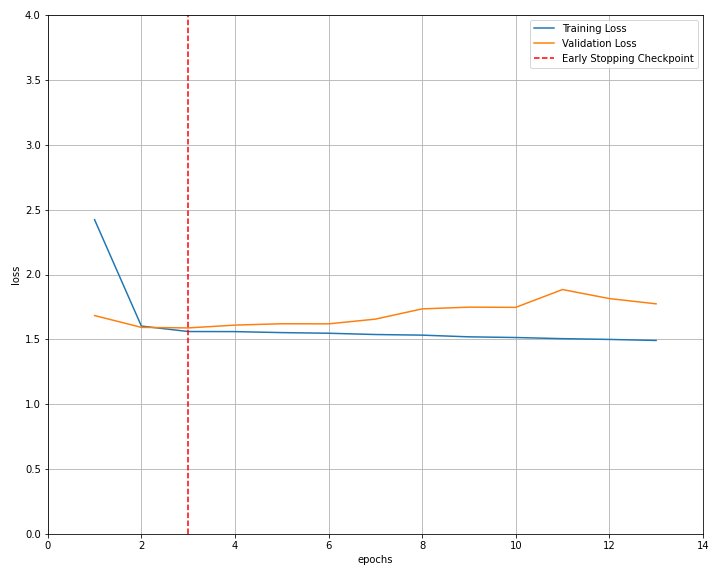 Training Loss
Validation Loss
Early Stopping Checkpoint
4.0
3.5
3.0
2.5
2.0
1.5
1.0
0.5
0.0
loss
0 2 4 6 8 10 12 14
epochs